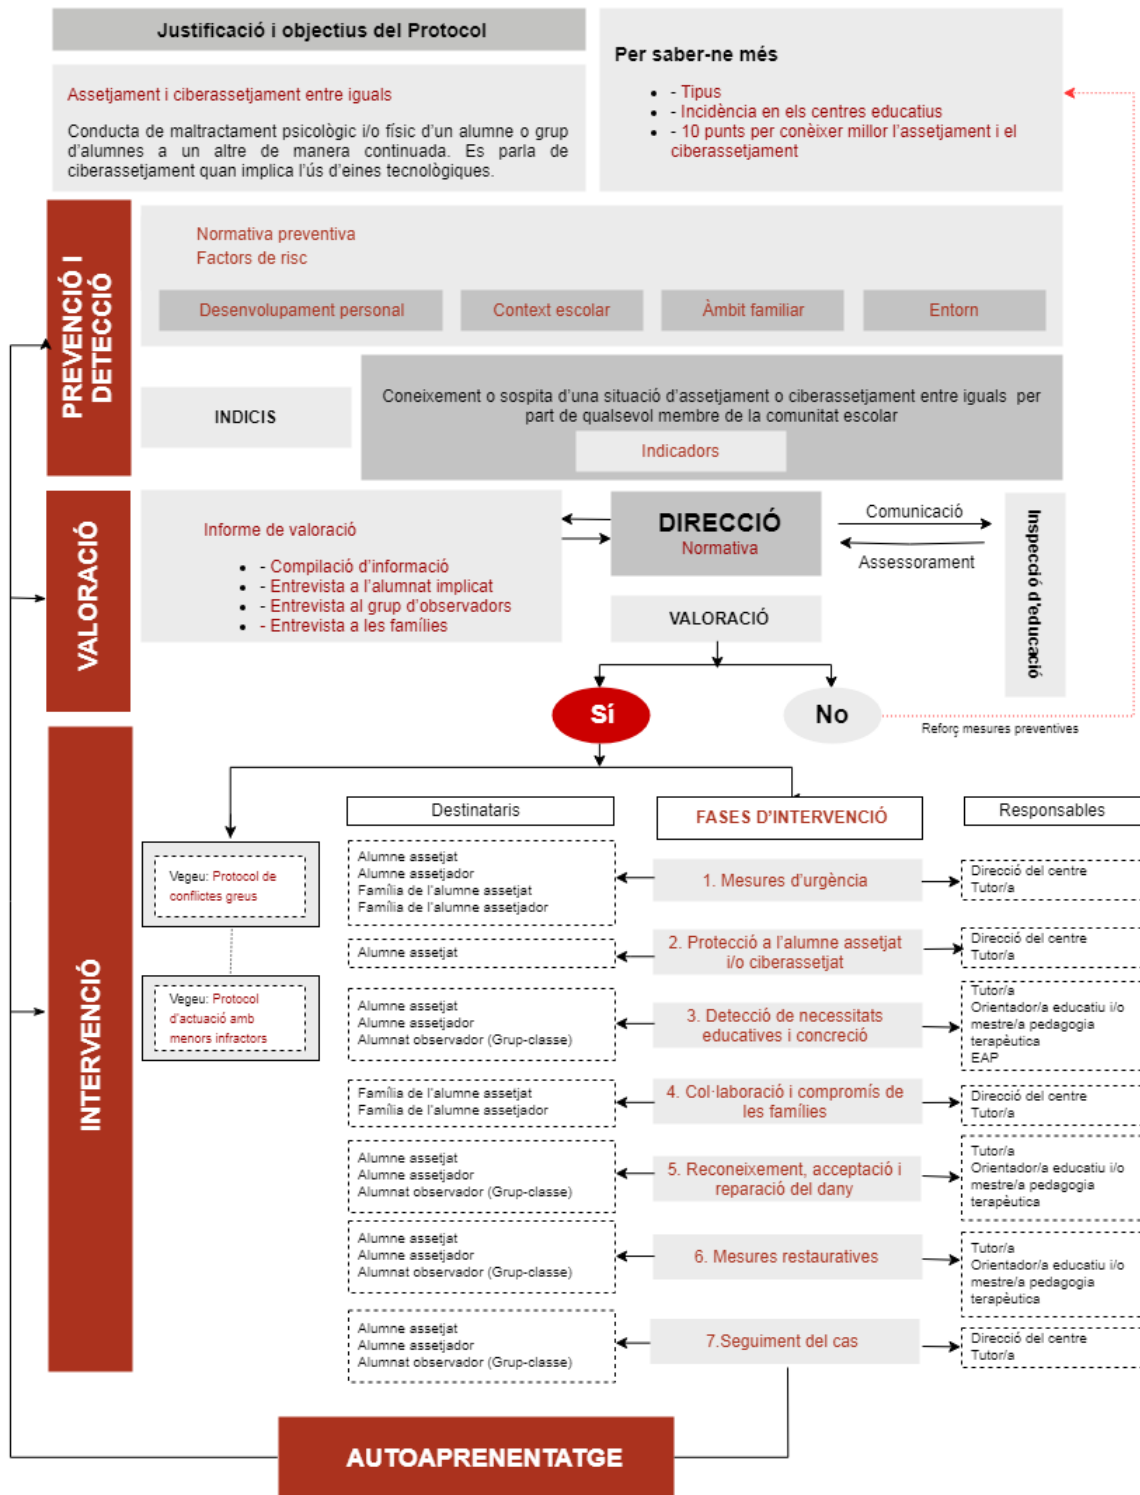 Justificació i objectius del Protocol
Assetjament i ciberassetjament entre iguals
Conducta de maltractament psicològic i/o físic d'un alumne o grup
d'alumnes a un altre de manera continuada. Es parla de
ciberassetjament quan implica l'ús d'eines tecnològiques.
Per saber-ne més
- Tipus
- Incidència en els centres educatius
- 10 punts per conèixer millor l'assetjament i el
ciberassetjament
PREVENCIÓ I
DETECCIÓ
Normativa preventiva
Factors de risc
Desenvolupament personal
Context escolar
Àmbit familiar
Entorn
INDICIS
Coneixement o sospita d'una situació d'assetjament o ciberassetjament entre iguals per
part de qualsevol membre de la comunitat escolar
Indicadors
VALORACIÓ
Informe de valoració
- Compilació d'informació
- Entrevista a l'alumnat implicat
- Entrevista al grup d'observadors
- Entrevista a les famílies
DIRECCIÓ
Normativa
Comunicació
Assessorament
Inspecció d'educació
VALORACIÓ
Sí
No
Reforç mesures preventives
INTERVENCIÓ
Destinataris
FASES D'INTERVENCIÓ
Responsables
Vegeu: Protocol de
conflictes greus
Vegeu: Protocol
d'actuació amb
menors infractors
Alumne assetjat
Alumne assetjador
Família de l'alumne assetjat
Família de l'alumne assetjador
1. Mesures d'urgència
Direcció del centre
Tutor/a
Alumne assetjat
2. Protecció a l'alumne assetjat
i/o ciberassetjat
Direcció del centre
Tutor/a
Alumne assetjat
Alumne assetjador
Alumnat observador (Grup-classe)
3. Detecció de necessitats
educatives i concreció
Tutor/a
Orientador/a educatiu i/o
mestre/a pedagogia
terapèutica
EAP
Família de l'alumne assetjat
Família de l'alumne assetjador
4. Col·laboració i compromís de
les famílies
Direcció del centre
Tutor/a
Alumne assetjat
Alumne assetjador
Alumnat observador (Grup-classe)
5. Reconeixement, acceptació i
reparació del dany
Tutor/a
Orientador/a educatiu i/o
mestre/a pedagogia
terapèutica
Alumne assetjat
Alumne assetjador
Alumnat observador (Grup-classe)
6. Mesures restauratives
Tutor/a
Orientador/a educatiu i/o
mestre/a pedagogia
terapèutica
Alumne assetjat
Alumne assetjador
Alumnat observador (Grup-classe)
7.Seguiment del cas
Direcció del centre
Tutor/a
AUTOAPRENENTATGE